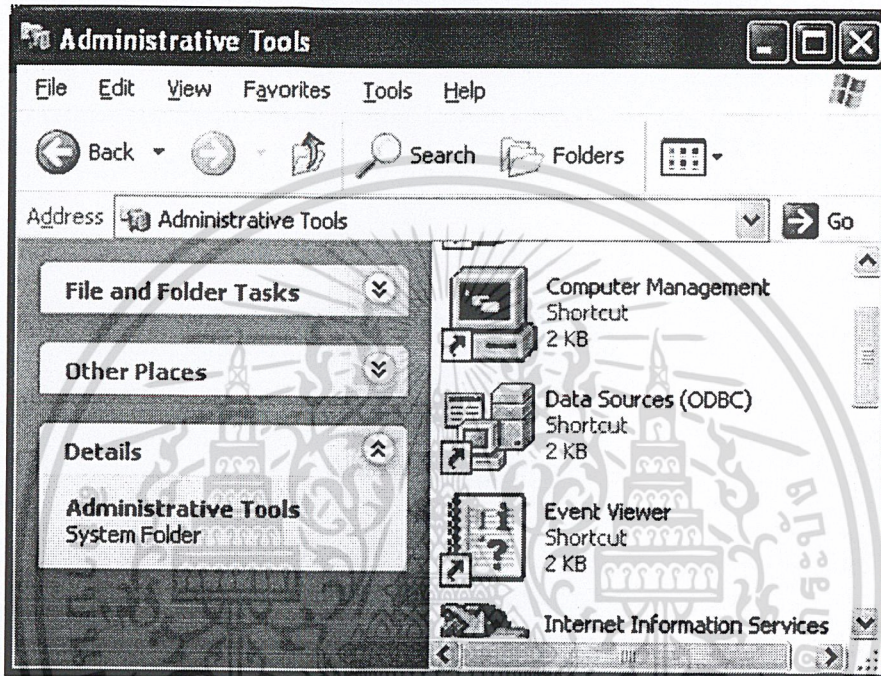 Administrative Tools
File Edit View Favorites Tools Help
Back Search Folders
Address Administrative Tools Go
File and Folder Tasks
Other Places
Details
Administrative Tools
System Folder
Computer Management
Shortcut
2 KB
Data Sources (ODBC)
Shortcut
2 KB
Event Viewer
Shortcut
2 KB
Internet Information Services